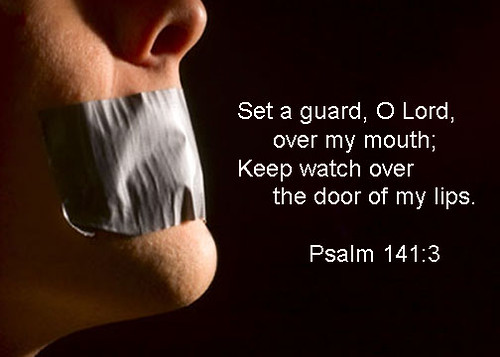 Set a guard, O Lord,
over my mouth;
Keep watch over
the door of my lips.
Psalm 141:3